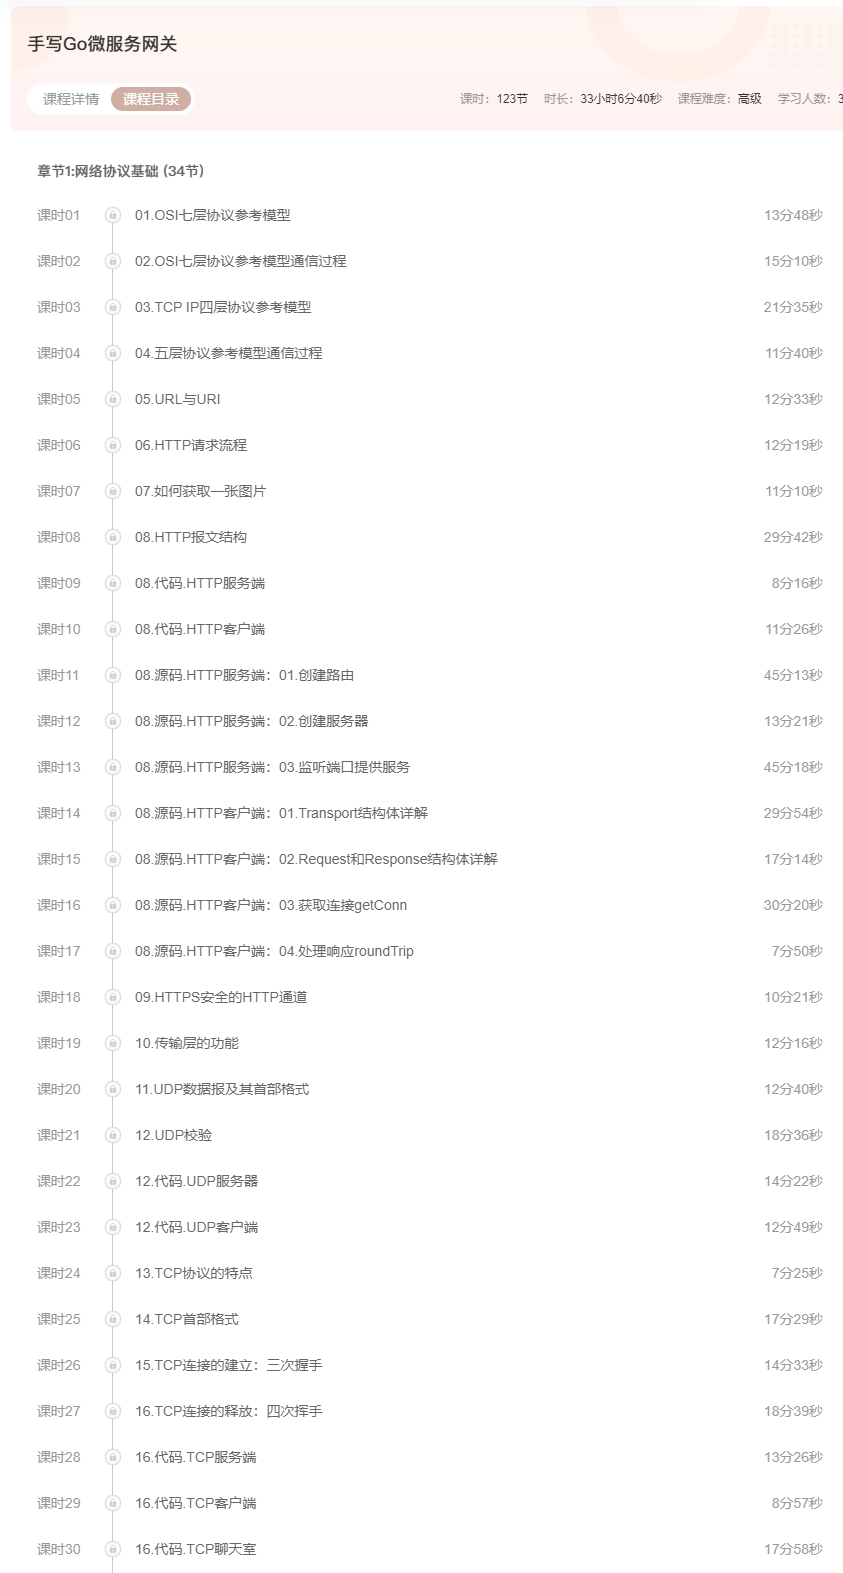 手写Go微服务网关
课程详情 课程目录 课时：123节 时长：33小时6分40秒 课程难度：高级 学习人数：3
章节1:网络协议基础 (34节)
课时01 01.OSI七层协议参考模型 13分48秒
课时02 02.OSI七层协议参考模型通信过程 15分10秒
课时03 03.TCP IP四层协议参考模型 21分35秒
课时04 04.五层协议参考模型通信过程 11分40秒
课时05 05.URL与URI 12分33秒
课时06 06.HTTP请求流程 12分19秒
课时07 07.如何获取一张图片 11分10秒
课时08 08.HTTP报文结构 29分42秒
课时09 08.代码.HTTP服务端 8分16秒
课时10 08.代码.HTTP客户端 11分26秒
课时11 08.源码.HTTP服务端：01.创建路由 45分13秒
课时12 08.源码.HTTP服务端：02.创建服务器 13分21秒
课时13 08.源码.HTTP服务端：03.监听端口提供服务 45分18秒
课时14 08.源码.HTTP客户端：01.Transport结构体详解 29分54秒
课时15 08.源码.HTTP客户端：02.Request和Response结构体详解 17分14秒
课时16 08.源码.HTTP客户端：03.获取连接getConn 30分20秒
课时17 08.源码.HTTP客户端：04.处理响应roundTrip 7分50秒
课时18 09.HTTPS安全的HTTP通道 10分21秒
课时19 10.传输层的功能 12分16秒
课时20 11.UDP数据报及其首部格式 12分40秒
课时21 12.UDP校验 18分36秒
课时22 12.代码.UDP服务器 14分22秒
课时23 12.代码.UDP客户端 12分49秒
课时24 13.TCP协议的特点 7分25秒
课时25 14.TCP首部格式 17分29秒
课时26 15.TCP连接的建立：三次握手 14分33秒
课时27 16.TCP连接的释放：四次挥手 18分39秒
课时28 16.代码.TCP服务端 13分26秒
课时29 16.代码.TCP客户端 8分57秒
课时30 16.代码.TCP聊天室 17分58秒